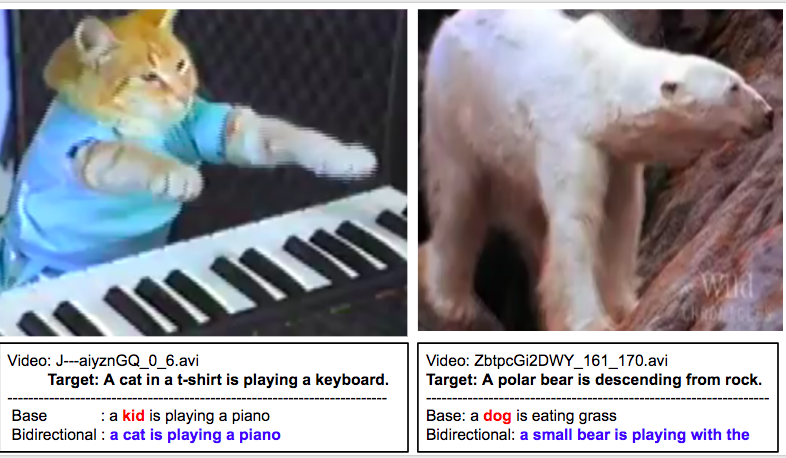 Wild
Video: J---aiyznGQ_0_6.avi
Target: A cat in a t-shirt is playing a keyboard.
Base : a kid is playing a piano
Bidirectional : a cat is playing a piano
Video: ZbtpcGi2DWY_161_170.avi
Target: A polar bear is descending from rock.
Base: a dog is eating grass
Bidirectional: a small bear is playing with the